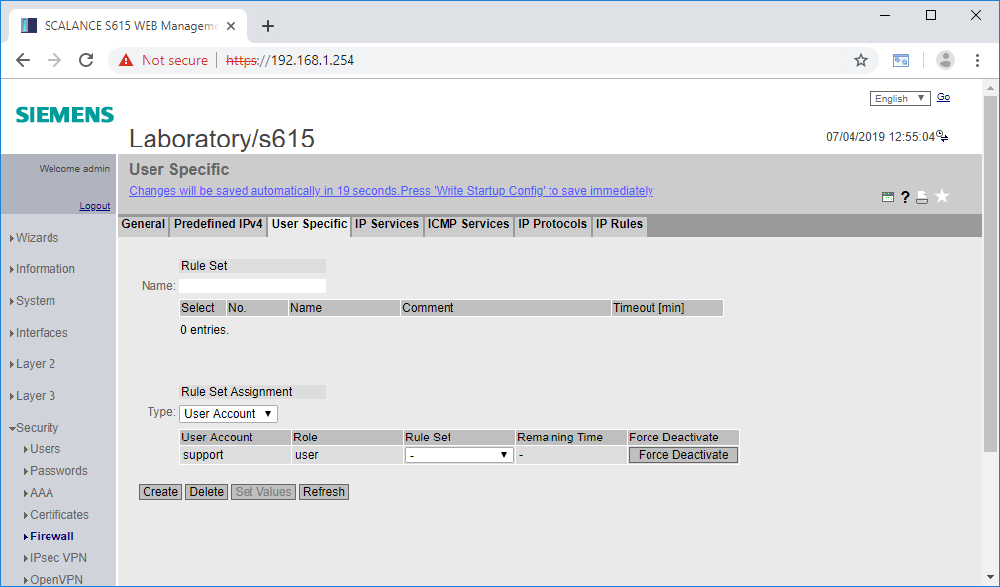 SCALANCE S615 WEB Manageme
Not secure https://192.168.1.254
English Go
SIEMENS
Laboratory/s615
07/04/2019 12:55:04
Welcome admin
Logout
User Specific
Changes will be saved automatically in 19 seconds.Press 'Write Startup Config' to save immediately
?
General Predefined IPv4 User Specific IP Services ICMP Services IP Protocols IP Rules
Wizards
Information
System
Interfaces
Layer 2
Layer 3
Security
Users
Passwords
AAA
Certificates
Firewall
IPsec VPN
OpenVPN
Rule Set
Name:
Select No. Name Comment Timeout [min]
0 entries.
Rule Set Assignment
Type: User Account
User Account Role Rule Set Remaining Time Force Deactivate
support user - - Force Deactivate
Create Delete Set Values Refresh